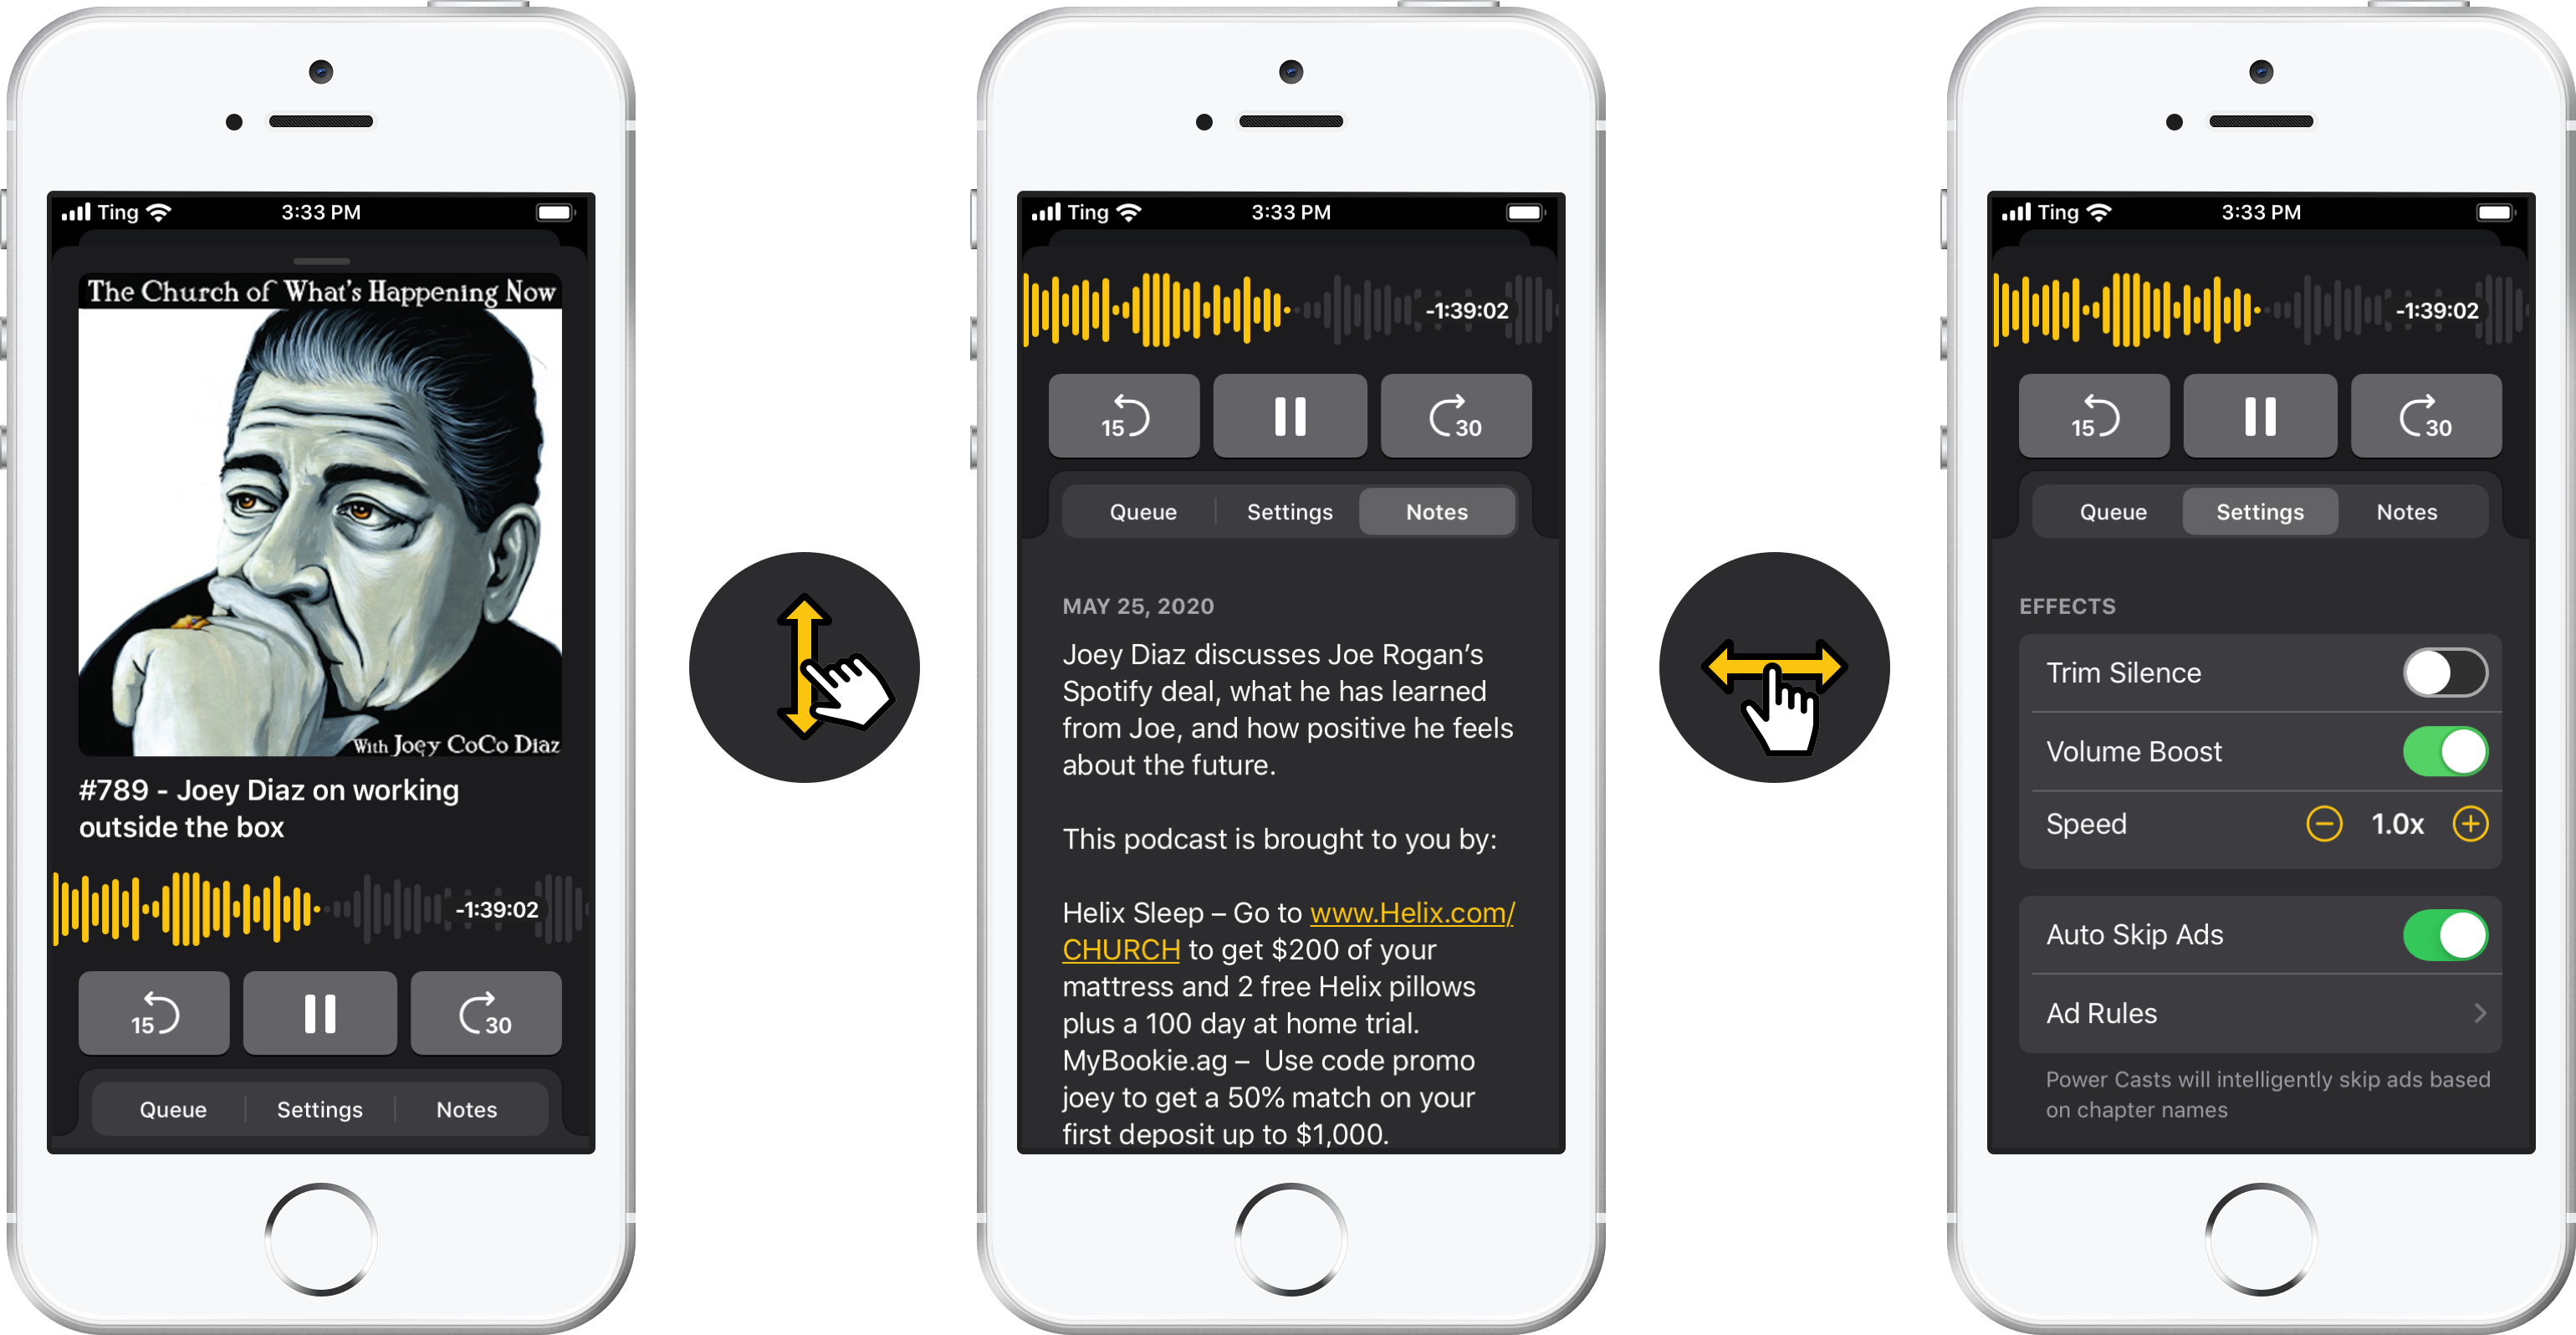 Ting
3:33 PM
The Church of What's Happening Now
With Joey CoCo Diaz
#789 - Joey Diaz on working
outside the box
-1:39:02
15
30
Queue
Settings
Notes
Ting
3:33 PM
-1:39:02
15
30
Queue
Settings
Notes
MAY 25, 2020
Joey Diaz discusses Joe Rogan’s
Spotify deal, what he has learned
from Joe, and how positive he feels
about the future.
This podcast is brought to you by:
Helix Sleep – Go to www.Helix.com/
CHURCH to get $200 of your
mattress and 2 free Helix pillows
plus a 100 day at home trial.
MyBookie.ag –  Use code promo
joey to get a 50% match on your
first deposit up to $1,000.
Ting
3:33 PM
-1:39:02
15
30
Queue
Settings
Notes
EFFECTS
Trim Silence
Volume Boost
Speed
1.0x
Auto Skip Ads
Ad Rules
Power Casts will intelligently skip ads based
on chapter names